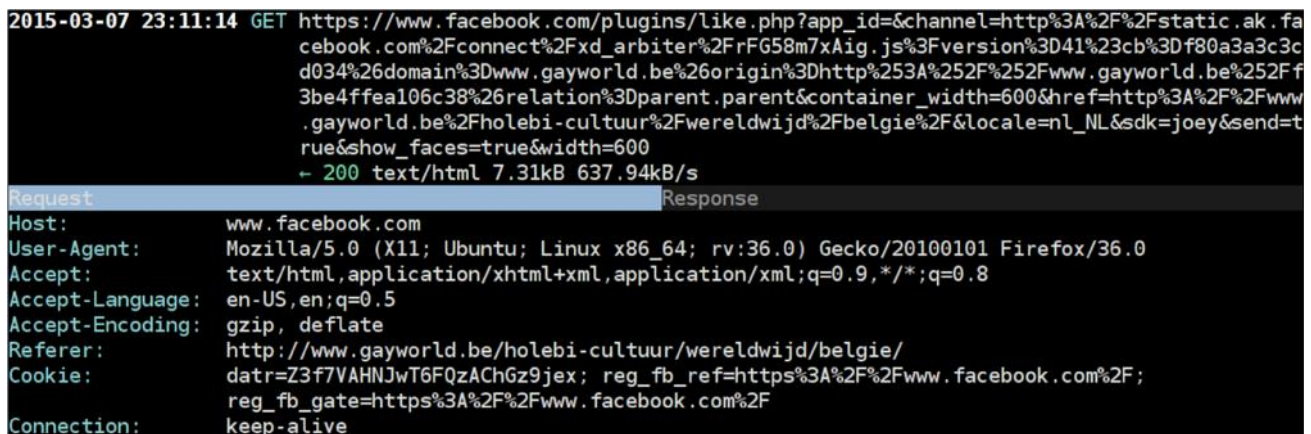 2015-03-07 23:11:14 GET https://www.facebook.com/plugins/like.php?app_id=&channel=http%3A%2F%2Fstatic.ak.fa
cebook.com%2Fconnect%2Fxd_arbiter%2FrFG58m7xAig.js%3Fversion%3D41%23cb%3Df80a3a3c3c
d034%26domain%3Dwww.gayworld.be%26origin%3Dhttp%253A%252F%252Fwww.gayworld.be%252Ff
3be4ffea106c38%26relation%3Dparent.parent&container_width=600&href=http%3A%2F%2Fwww
.gayworld.be%2Fholebi-cultuur%2Fwereldwijd%2Fbelgie%2F&locale=nl_NL&sdk=joey&send=t
rue&show_faces=true&width=600
← 200 text/html 7.31kB 637.94kB/s
Request Response
Host: www.facebook.com
User-Agent: Mozilla/5.0 (X11; Ubuntu; Linux x86_64; rv:36.0) Gecko/20100101 Firefox/36.0
Accept: text/html,application/xhtml+xml,application/xml;q=0.9,*/*;q=0.8
Accept-Language: en-US,en;q=0.5
Accept-Encoding: gzip, deflate
Referer: http://www.gayworld.be/holebi-cultuur/wereldwijd/belgie/
Cookie: datr=Z3f7VAHNJwT6FQzAChGz9jex; reg_fb_ref=https%3A%2F%2Fwww.facebook.com%2F;
reg_fb_gate=https%3A%2F%2Fwww.facebook.com%2F
Connection: keep-alive